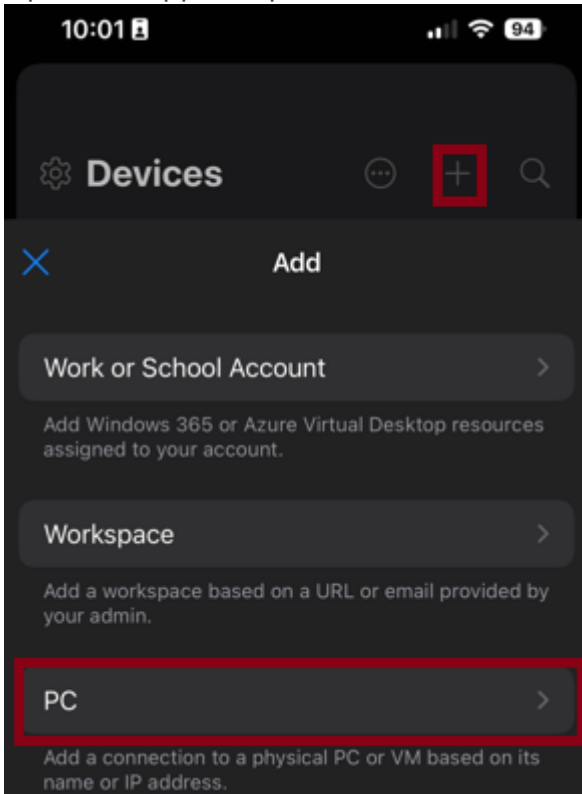 10:01
94
Devices
Add
Work or School Account
Add Windows 365 or Azure Virtual Desktop resources
assigned to your account.
Workspace
Add a workspace based on a URL or email provided by
your admin.
PC
Add a connection to a physical PC or VM based on its
name or IP address.